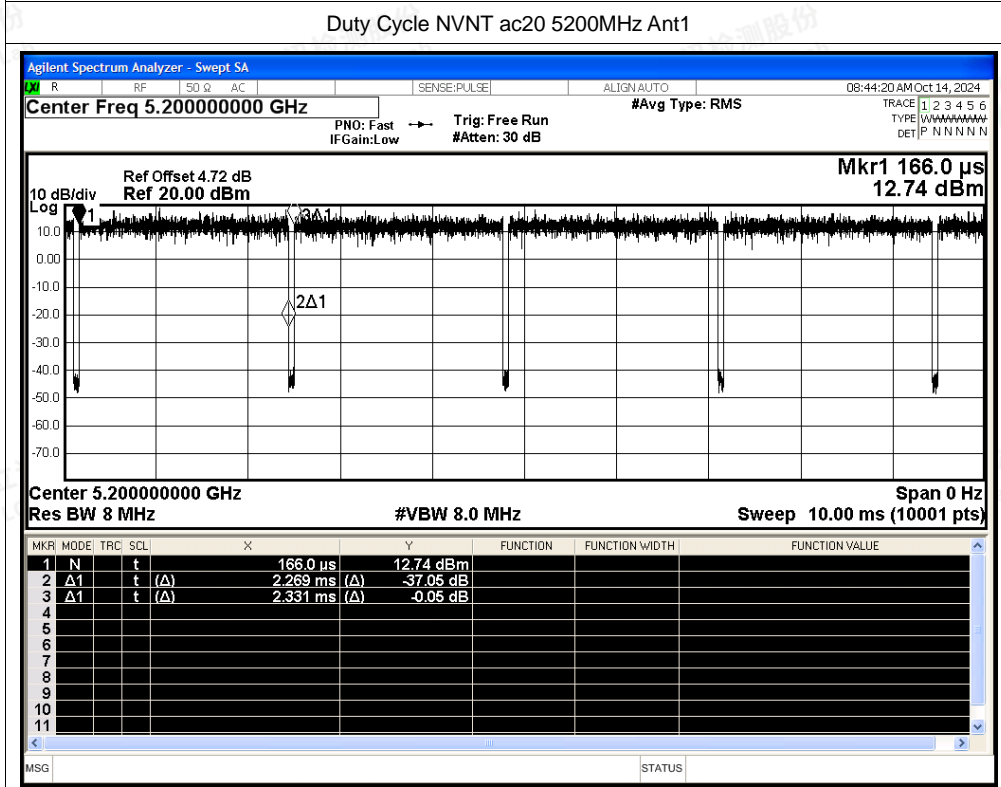 Duty Cycle NVNT ac20 5200MHz Ant1
Agilent Spectrum Analyzer - Swept SA
LXI R RF 50 Ω AC SENSE:PULSE ALIGN AUTO 08:44:20 AM Oct 14, 2024
Center Freq 5.200000000 GHz #Avg Type: RMS TRACE 1 2 3 4 5 6
PNO: Fast Trig: Free Run TYPE WWWWWW
IFGain:Low #Atten: 30 dB DET P N N N N N
Mkr1 166.0 µs
Ref Offset 4.72 dB
10 dB/div Ref 20.00 dBm 12.74 dBm
Log
1 3Δ1
10.0
0.00
-10.0
2Δ1
-20.0
-30.0
-40.0
-50.0
-60.0
-70.0
Center 5.200000000 GHz Span 0 Hz
Res BW 8 MHz #VBW 8.0 MHz Sweep 10.00 ms (10001 pts)
MKR MODE TRC SCL X Y FUNCTION FUNCTION WIDTH FUNCTION VALUE
1 N t 166.0 µs 12.74 dBm
2 Δ1 t (Δ) 2.269 ms (Δ) -37.05 dB
3 Δ1 t (Δ) 2.331 ms (Δ) -0.05 dB
4
5
6
7
8
9
10
11
MSG STATUS